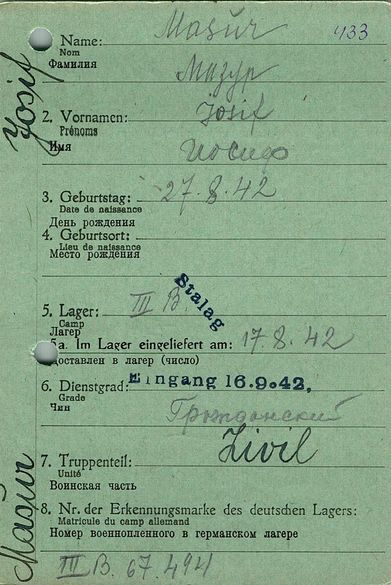 433
1. Name: Masúr
Nom
Фамилия Мазур
2. Vornamen: Josif
Prénoms
Имя Иосиф
3. Geburtstag: 27.8.42
Date de naissance
День рождения
4. Geburtsort:
Lieu de naissance
Место рождения
5. Lager: III B. Stalag
Camp
Лагерь
5a. Im Lager eingeliefert am: 17.8.42
Доставлен в лагерь (число)
6. Dienstgrad: Eingang 16.9.42.
Grade
Чин Гражданский
Zivil
7. Truppenteil:
Unité
Воинская часть
8. Nr. der Erkennungsmarke des deutschen Lagers:
Matricule du camp allemand
Номер военнопленного в германском лагере
III B. 67.494
Masúr Yosif